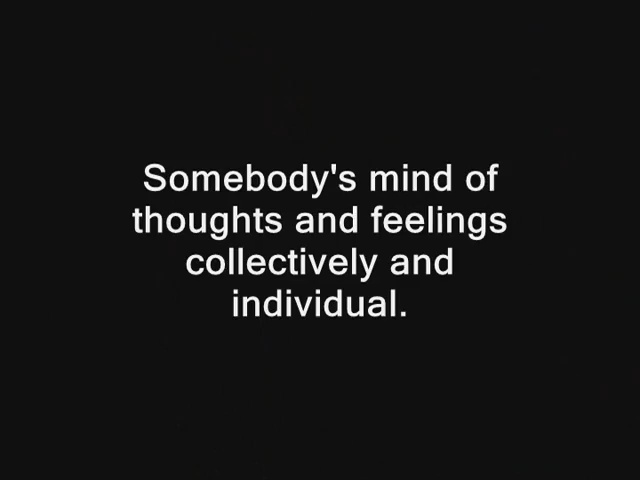 Somebody's mind of
thoughts and feelings
collectively and
individual.